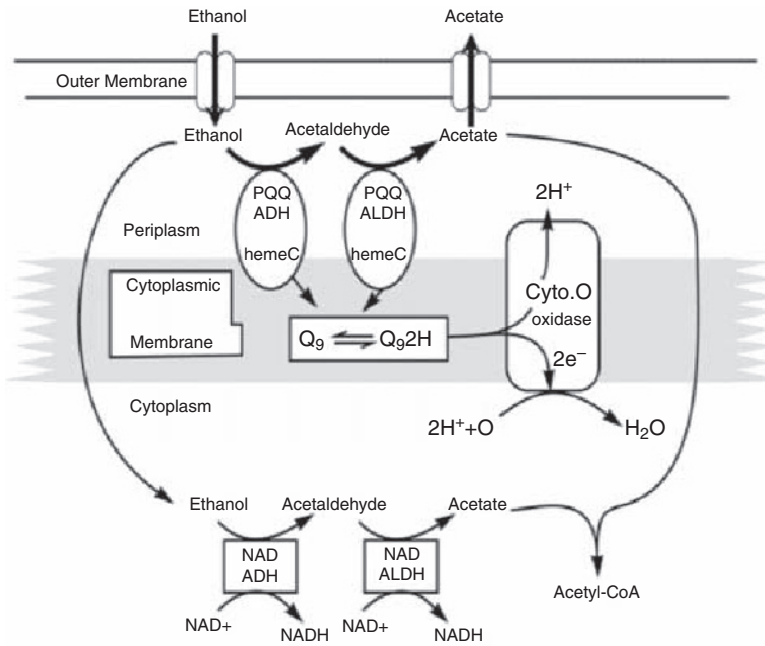 Ethanol
Acetate
Outer Membrane
Ethanol
Acetaldehyde
Acetate
PQQ
ADH
PQQ
ALDH
2H⁺
Periplasm
hemeC
hemeC
Cytoplasmic
Membrane
Cyto.O
oxidase
Q₉ ⇌ Q₉2H
2e⁻
Cytoplasm
2H⁺+O
H₂O
Ethanol
Acetaldehyde
Acetate
NAD
ADH
NAD
ALDH
Acetyl-CoA
NAD+
NADH
NAD+
NADH